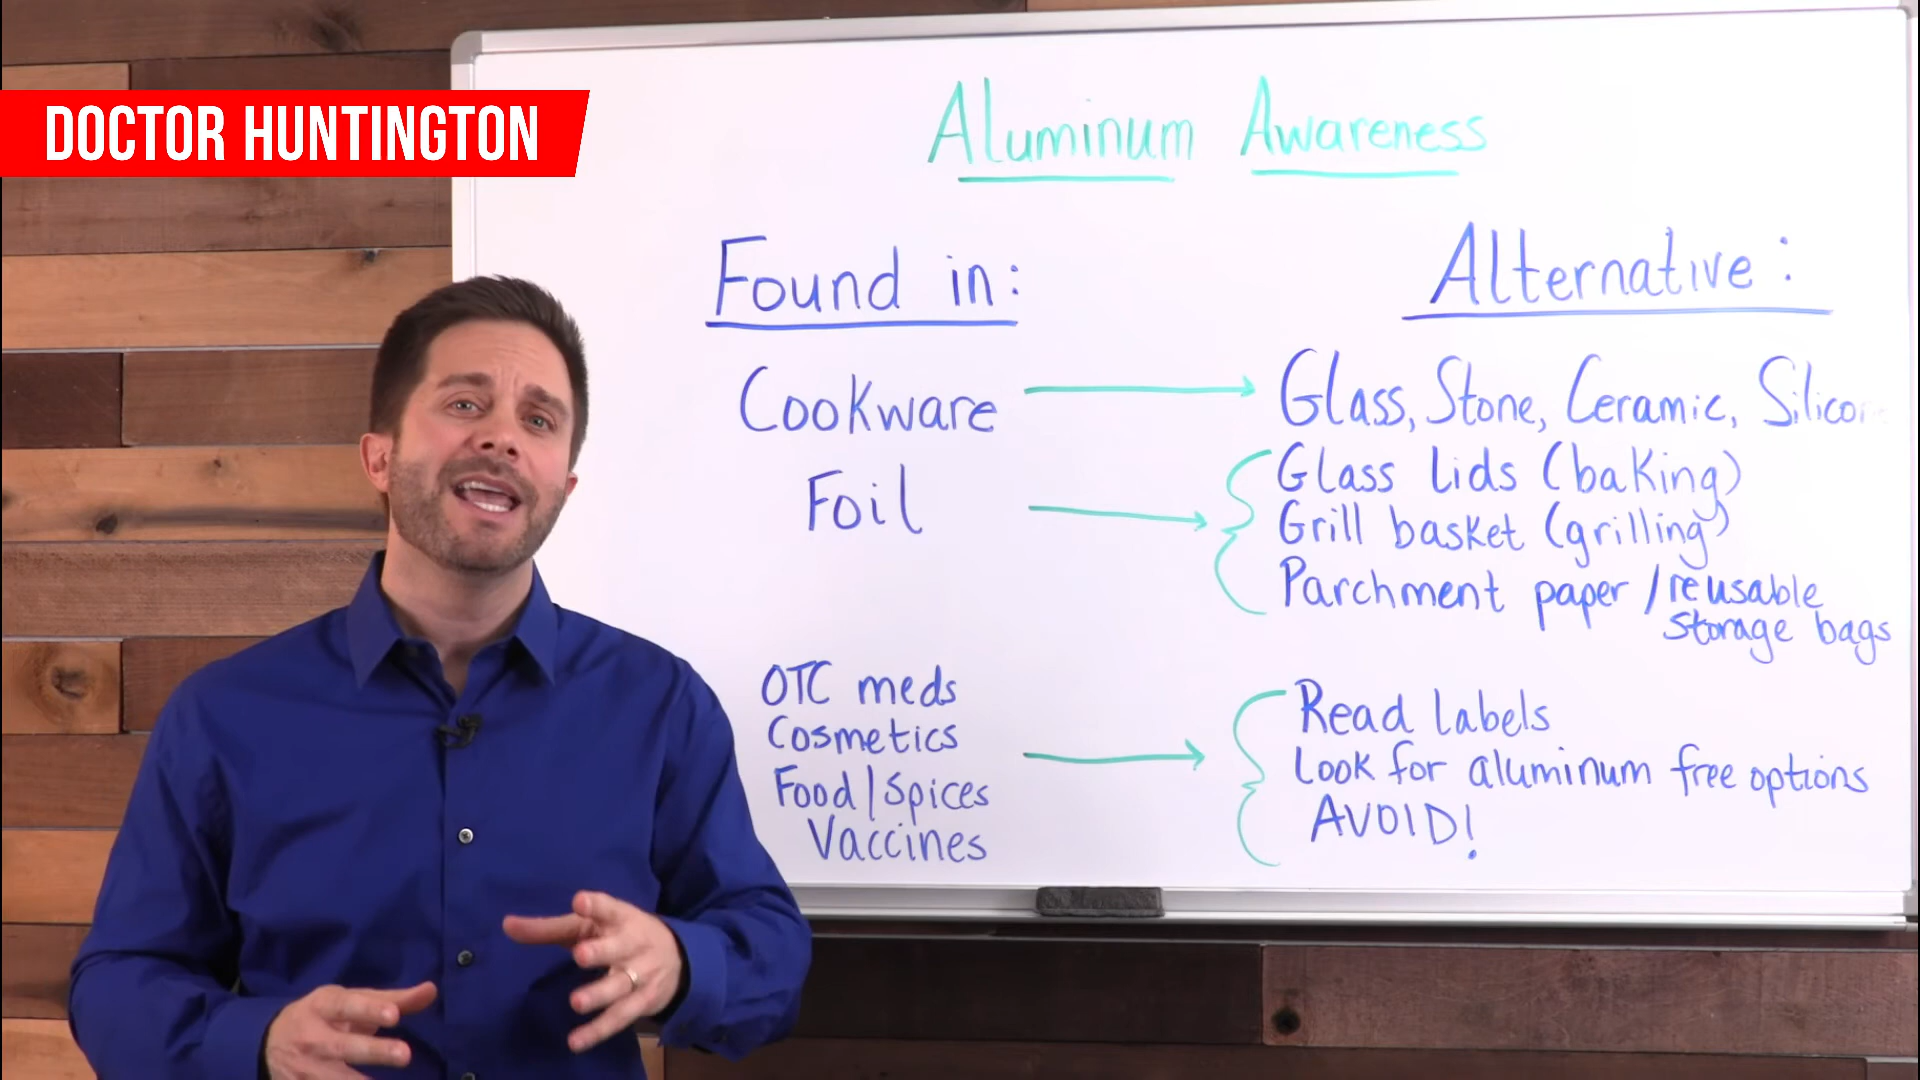 DOCTOR HUNTINGTON
Aluminum Awareness
Found in:
Alternative:
Cookware
Glass, Stone, Ceramic,
Foil
Glass lids (baking)
Grill basket (grilling)
Parchment paper / reusable
storage bags
OTC meds
Cosmetics
Food/Spices
Vaccines
Read labels
Look for aluminum free options
AVOID!